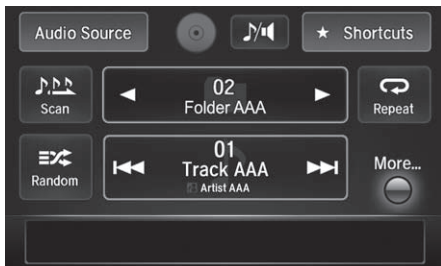 Audio Source
Shortcuts
Scan
02
Folder AAA
Repeat
Random
01
Track AAA
Artist AAA
More...